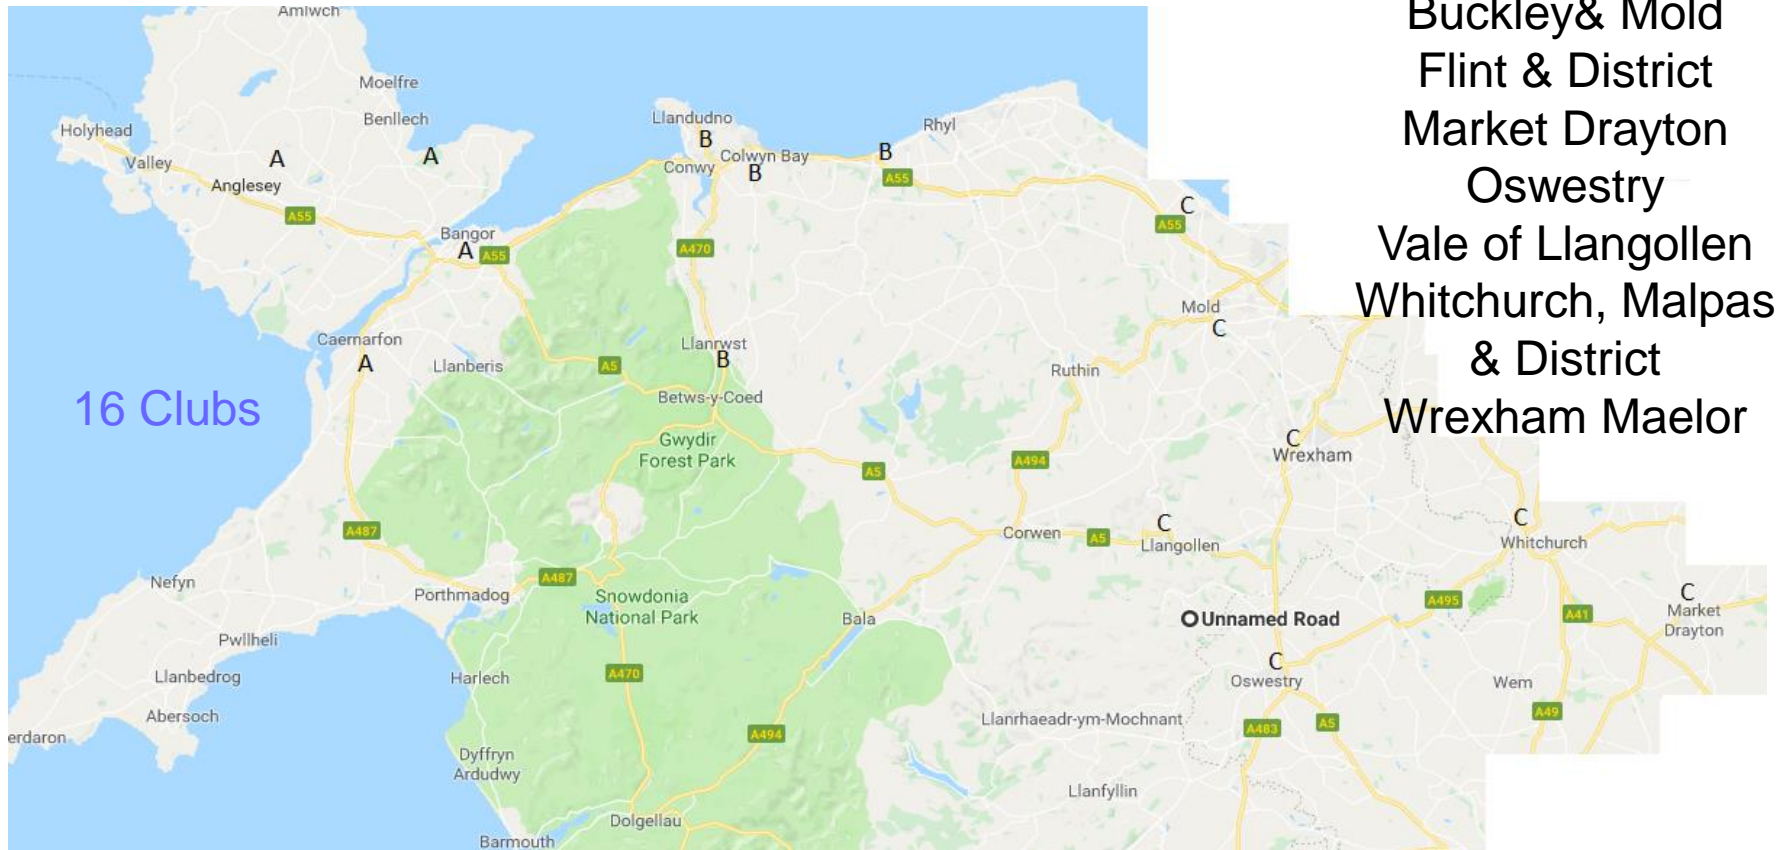 Amlwch
Buckley& Mold
Moelfre
Flint & District
Benllech
Llandudno
Rhyl
Market Drayton
Holyhead
B
Valley
A
A
Colwyn Bay
B
Conwy
B
A55
Anglesey
Oswestry
A55
C
A55
Bangor
A
A55
A470
Vale of Llangollen
Mold
C
Whitchurch, Malpas
Caernarfon
A
Llanberis
A5
Llanrwst
B
Ruthin
& District
Betws-y-Coed
16 Clubs
Wrexham Maelor
Gwydir
Forest Park
C
Wrexham
A5
A494
A487
Corwen
A5
C
Llangollen
C
Whitchurch
Nefyn
Porthmadog
A487
Snowdonia
National Park
Bala
Unnamed Road
A495
A41
C
Market
Drayton
Pwllheli
Llanbedrog
Harlech
A470
C
Oswestry
Wem
Abersoch
erdaron
A494
Llanrhaeadr-ym-Mochnant
A483
A5
A49
Dyffryn
Ardudwy
Llanfyllin
Dolgellau
Barmouth